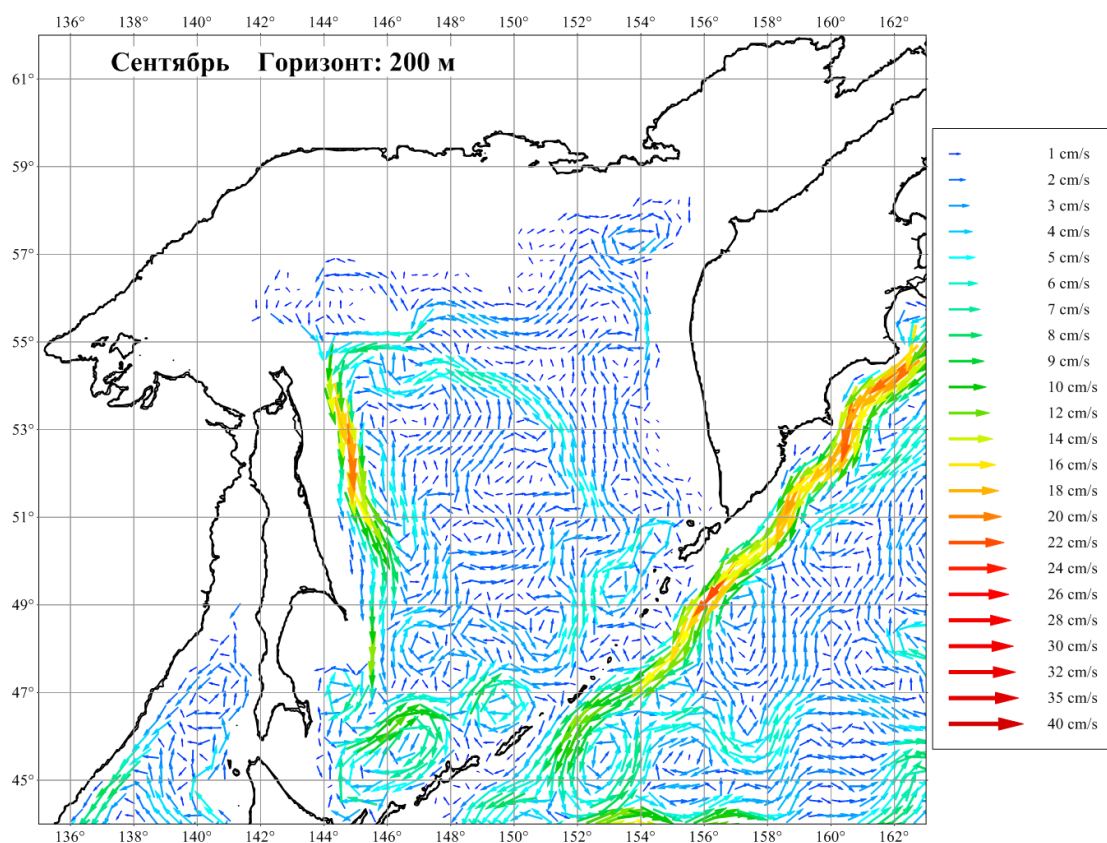 136 138 140 142 144 146 148 150 152 154 156 158 160 162
Сентябрь Горизонт: 200 м
61°
59°
57°
55°
53°
51°
49°
47°
45°
136 138 140 142 144 146 148 150 152 154 156 158 160 162
1 cm/s
2 cm/s
3 cm/s
4 cm/s
5 cm/s
6 cm/s
7 cm/s
8 cm/s
9 cm/s
10 cm/s
12 cm/s
14 cm/s
16 cm/s
18 cm/s
20 cm/s
22 cm/s
24 cm/s
26 cm/s
28 cm/s
30 cm/s
32 cm/s
35 cm/s
40 cm/s